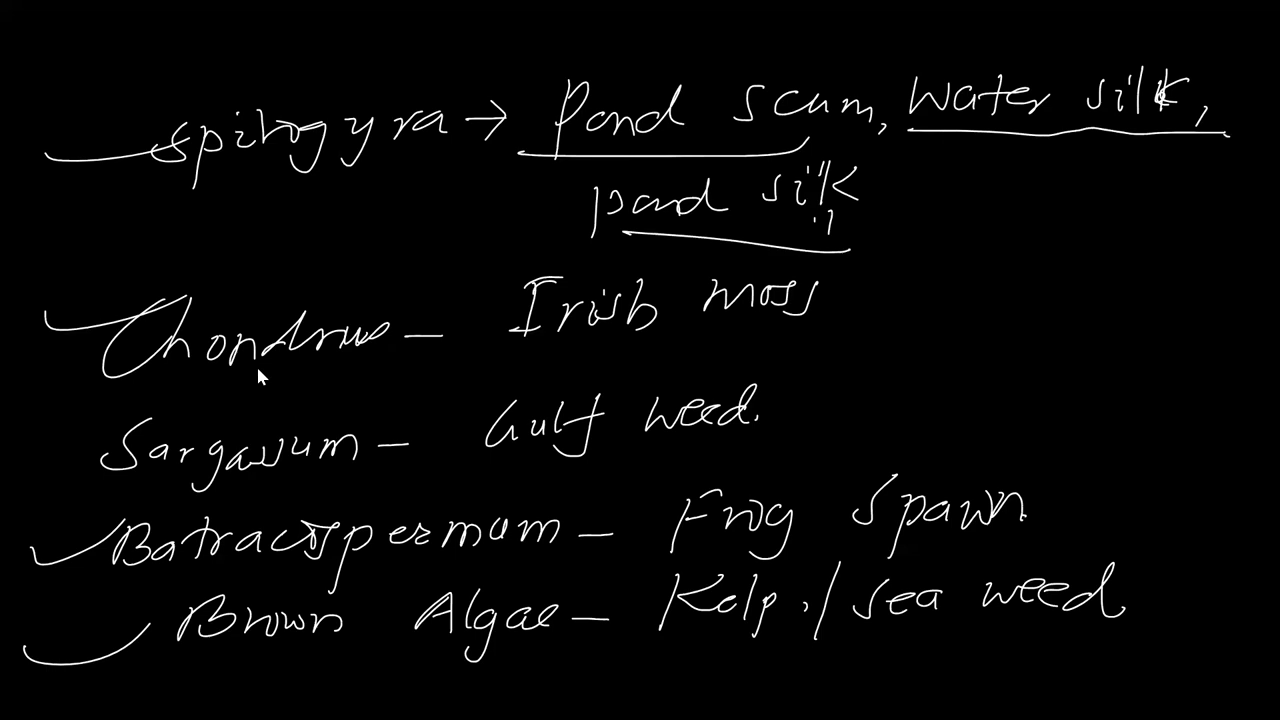 Spirogyra → Pond scum, Water silk,
pond silk
Chondrus - Irish moss
Sargassum - Gulf weed.
Batracospermum - Frog spawn
Brown Algae - Kelp / sea weed